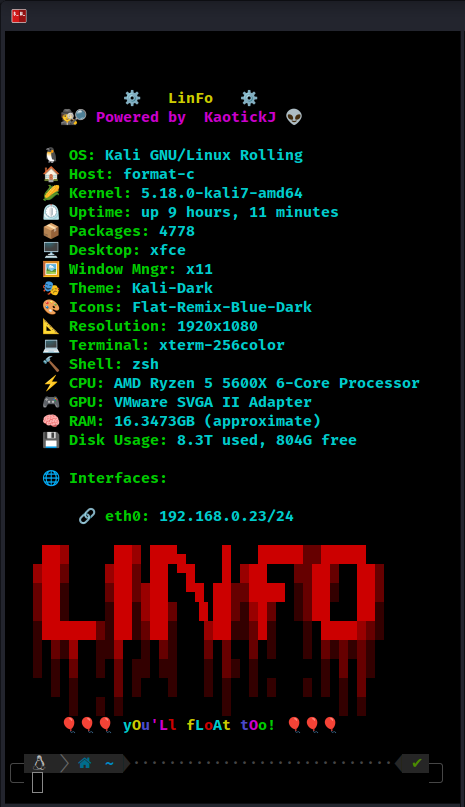 LinFo
Powered by KaotickJ
OS: Kali GNU/Linux Rolling
Host: format-c
Kernel: 5.18.0-kali7-amd64
Uptime: up 9 hours, 11 minutes
Packages: 4778
Desktop: xfce
Window Mngr: x11
Theme: Kali-Dark
Icons: Flat-Remix-Blue-Dark
Resolution: 1920x1080
Terminal: xterm-256color
Shell: zsh
CPU: AMD Ryzen 5 5600X 6-Core Processor
GPU: VMware SVGA II Adapter
RAM: 16.3473GB (approximate)
Disk Usage: 8.3T used, 804G free
Interfaces:
eth0: 192.168.0.23/24
LiNFO
yOu'Ll fLoAt tOo!
~